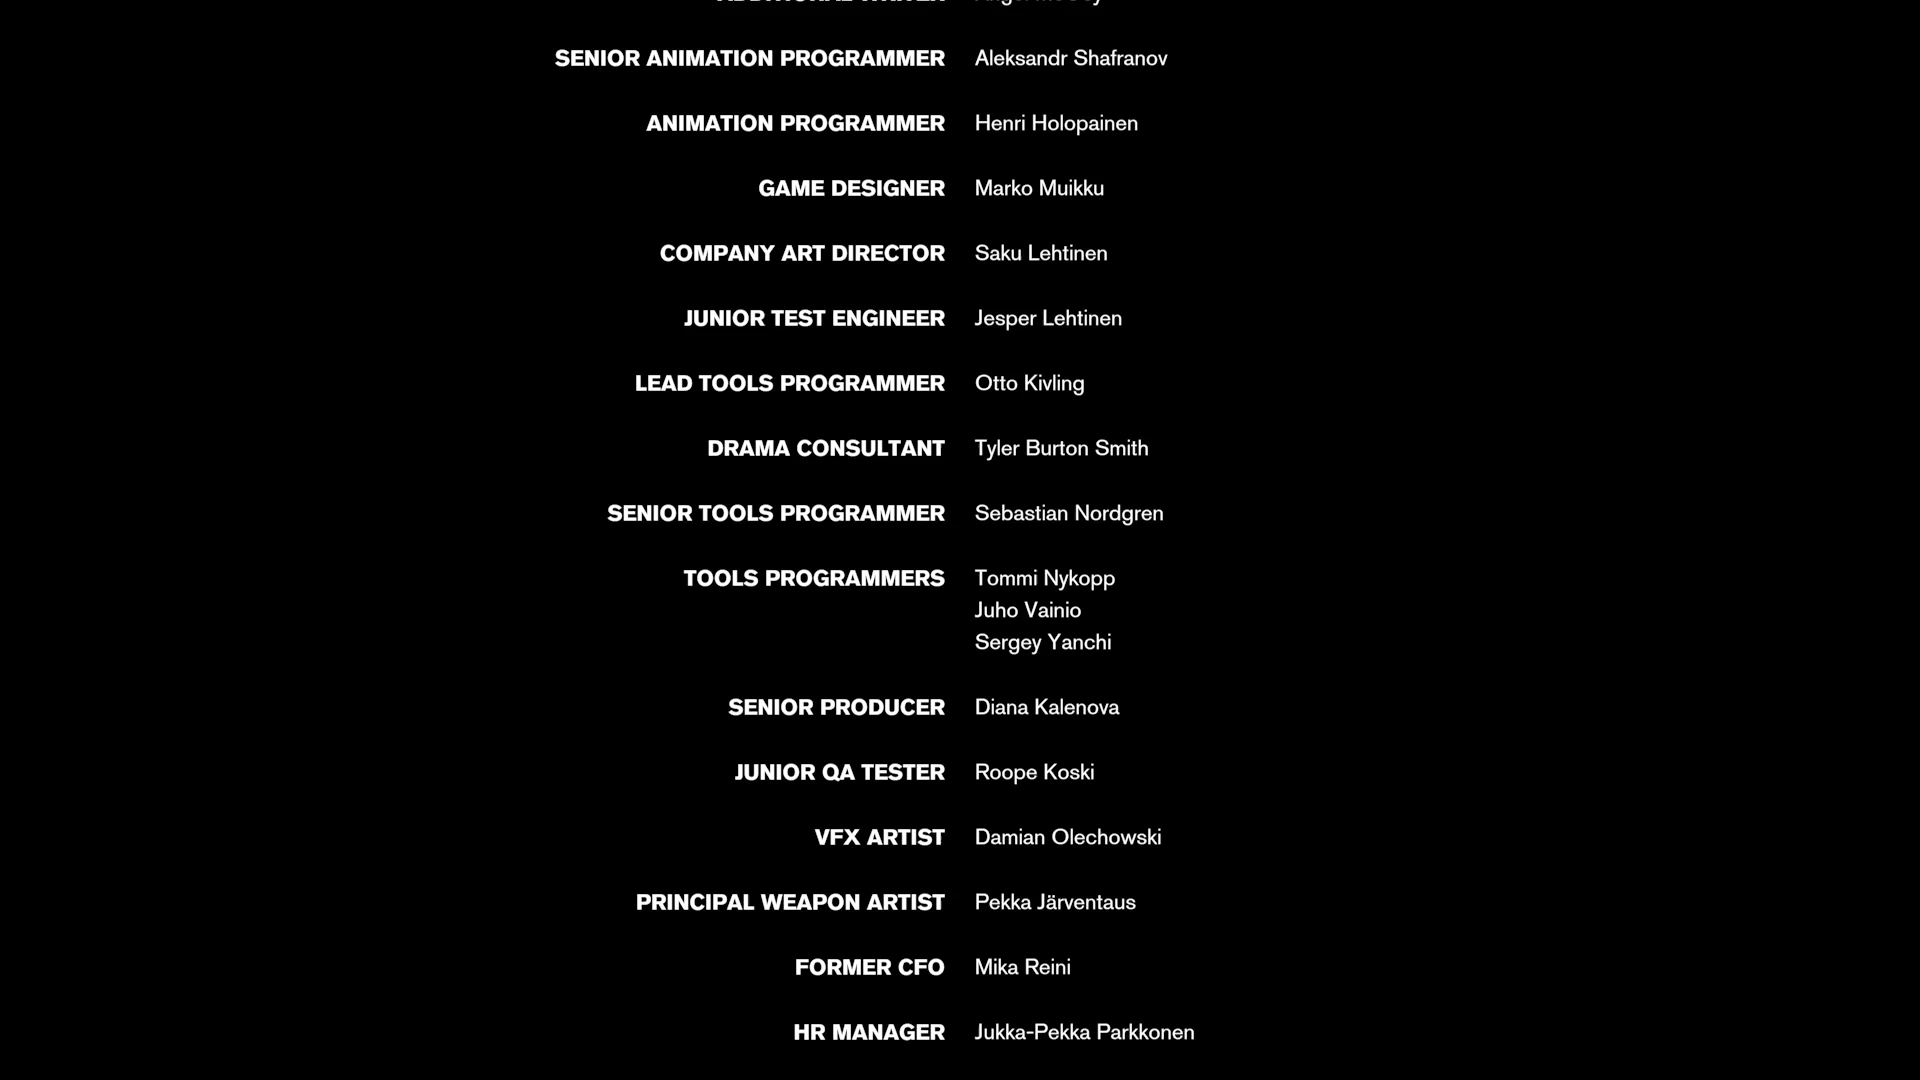 SENIOR ANIMATION PROGRAMMER Aleksandr Shafranov
ANIMATION PROGRAMMER Henri Holopainen
GAME DESIGNER Marko Muikku
COMPANY ART DIRECTOR Saku Lehtinen
JUNIOR TEST ENGINEER Jesper Lehtinen
LEAD TOOLS PROGRAMMER Otto Kivling
DRAMA CONSULTANT Tyler Burton Smith
SENIOR TOOLS PROGRAMMER Sebastian Nordgren
TOOLS PROGRAMMERS Tommi Nykopp
Juho Vainio
Sergey Yanchi
SENIOR PRODUCER Diana Kalenova
JUNIOR QA TESTER Roope Koski
VFX ARTIST Damian Olechowski
PRINCIPAL WEAPON ARTIST Pekka Järventaus
FORMER CFO Mika Reini
HR MANAGER Jukka-Pekka Parkkonen